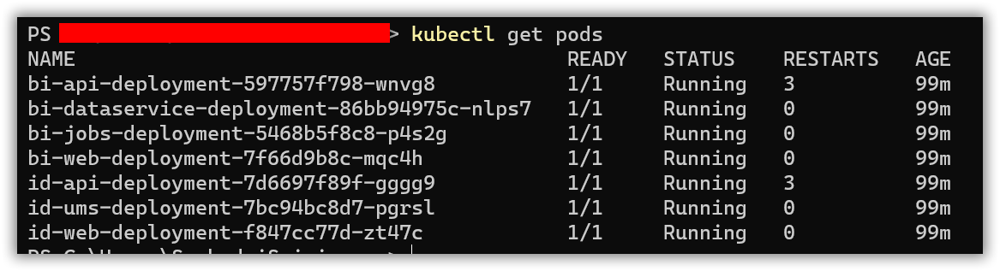 PS > kubectl get pods
NAME READY STATUS RESTARTS AGE
bi-api-deployment-597757f798-wnvg8 1/1 Running 3 99m
bi-dataservice-deployment-86bb94975c-nlps7 1/1 Running 0 99m
bi-jobs-deployment-5468b5f8c8-p4s2g 1/1 Running 0 99m
bi-web-deployment-7f66d9b8c-mqc4h 1/1 Running 0 99m
id-api-deployment-7d6697f89f-gggg9 1/1 Running 3 99m
id-ums-deployment-7bc94bc8d7-pgrsl 1/1 Running 0 99m
id-web-deployment-f847cc77d-zt47c 1/1 Running 0 99m